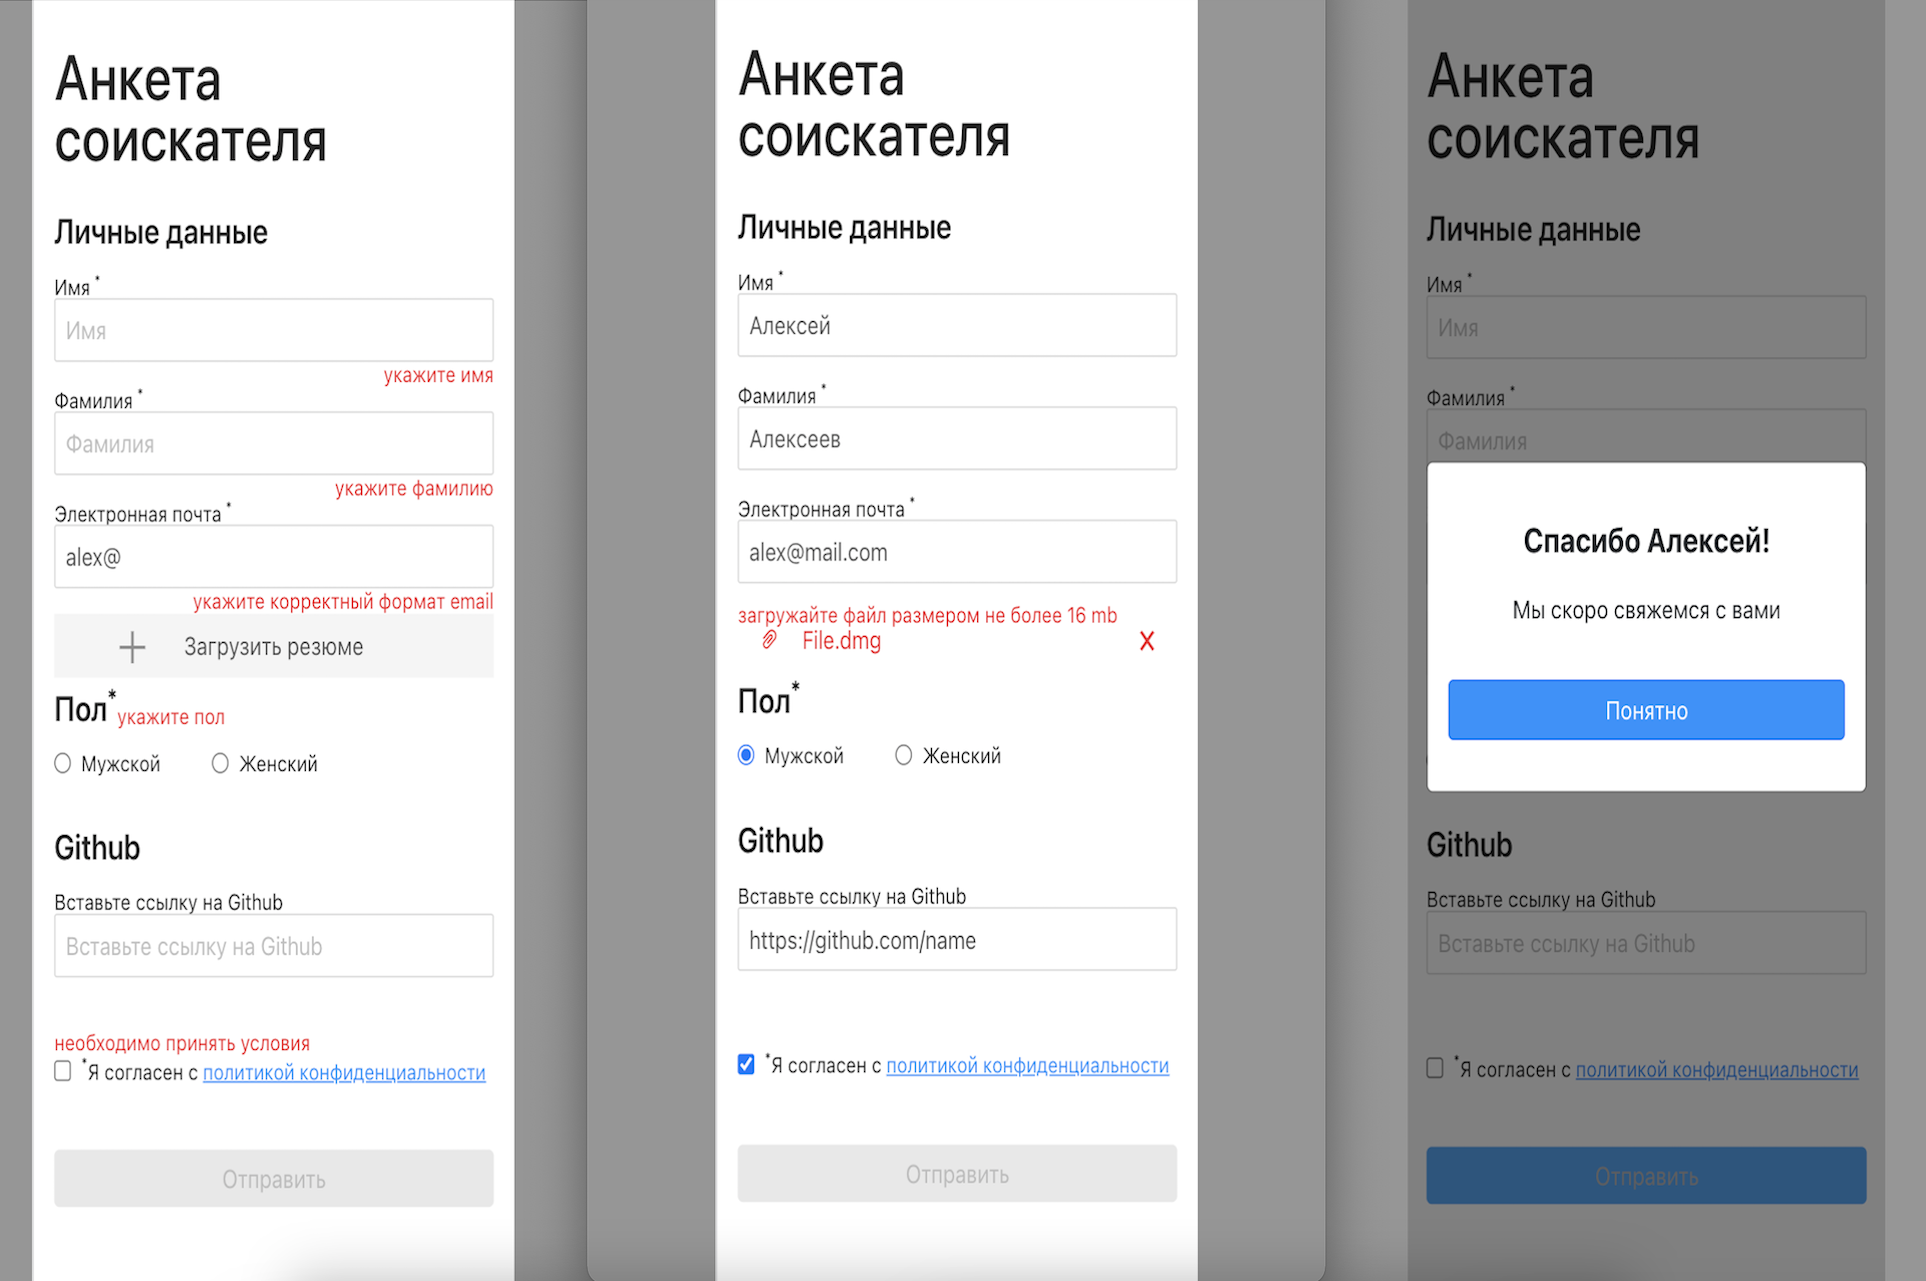 Анкета
соискателя
Личные данные
Имя *
Имя
укажите имя
Фамилия *
Фамилия
укажите фамилию
Электронная почта *
alex@
укажите корректный формат email
Загрузить резюме
Пол* укажите пол
Мужской Женский
Github
Вставьте ссылку на Github
Вставьте ссылку на Github
необходимо принять условия
*Я согласен с политикой конфиденциальности
Отправить
Анкета
соискателя
Личные данные
Имя *
Алексей
Фамилия *
Алексеев
Электронная почта *
alex@mail.com
загружайте файл размером не более 16 mb
File.dmg X
Пол*
Мужской Женский
Github
Вставьте ссылку на Github
https://github.com/name
*Я согласен с политикой конфиденциальности
Отправить
Анкета
соискателя
Личные данные
Имя *
Имя
Фамилия *
Фамилия
Спасибо Алексей!
Мы скоро свяжемся с вами
Понятно
Github
Вставьте ссылку на Github
Вставьте ссылку на Github
*Я согласен с политикой конфиденциальности
Отправить